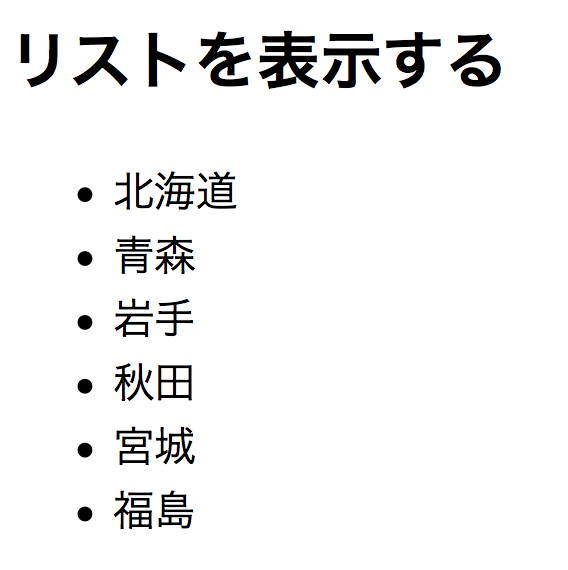 リストを表示する
• 北海道
• 青森
• 岩手
• 秋田
• 宮城
• 福島